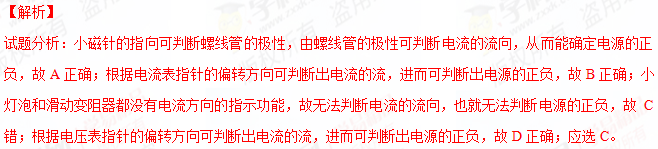 【解析】
试题分析：小磁针的指向可判断螺线管的极性，由螺线管的极性可判断电流的流向，从而能确定电源的正
负，故 A 正确；根据电流表指针的偏转方向可判断出电流的流，进而可判断出电源的正负，故 B 正确；小
灯泡和滑动变阻器都没有电流方向的指示功能，故无法判断电流的流向，也就无法判断电源的正负，故 C
错；根据电压表指针的偏转方向可判断出电流的流，进而可判断出电源的正负，故 D 正确；应选 C。